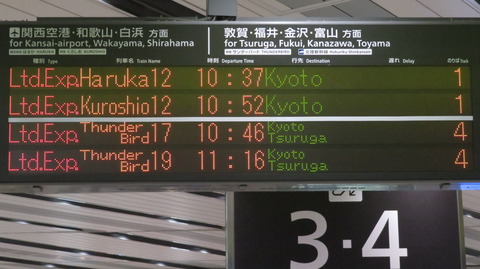 関西空港・和歌山・白浜 方面
for Kansai-airport, Wakayama, Shirahama
敦賀・福井・金沢・富山 方面
for Tsuruga, Fukui, Kanazawa, Toyama
種別 Type 列車名 Train Name 時刻 Departure Time 行先 Destination 遅れ Delay のりば Track
Ltd.Exp. Haruka 12 10:37 Kyoto 1
Ltd.Exp. Kuroshio 12 10:52 Kyoto 1
Ltd.Exp. Thunder Bird 17 10:46 Kyoto Tsuruga 4
Ltd.Exp. Thunder Bird 19 11:16 Kyoto Tsuruga 4
3・4